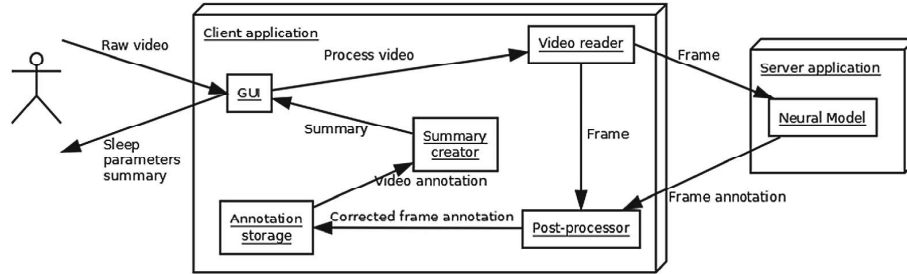 Raw video
Client application
Process video
Video reader
Frame
Server application
GUI
Neural Model
Summary
Summary
creator
Frame
Sleep
parameters
summary
Video annotation
Frame annotation
Annotation
storage
Corrected frame annotation
Post-processor